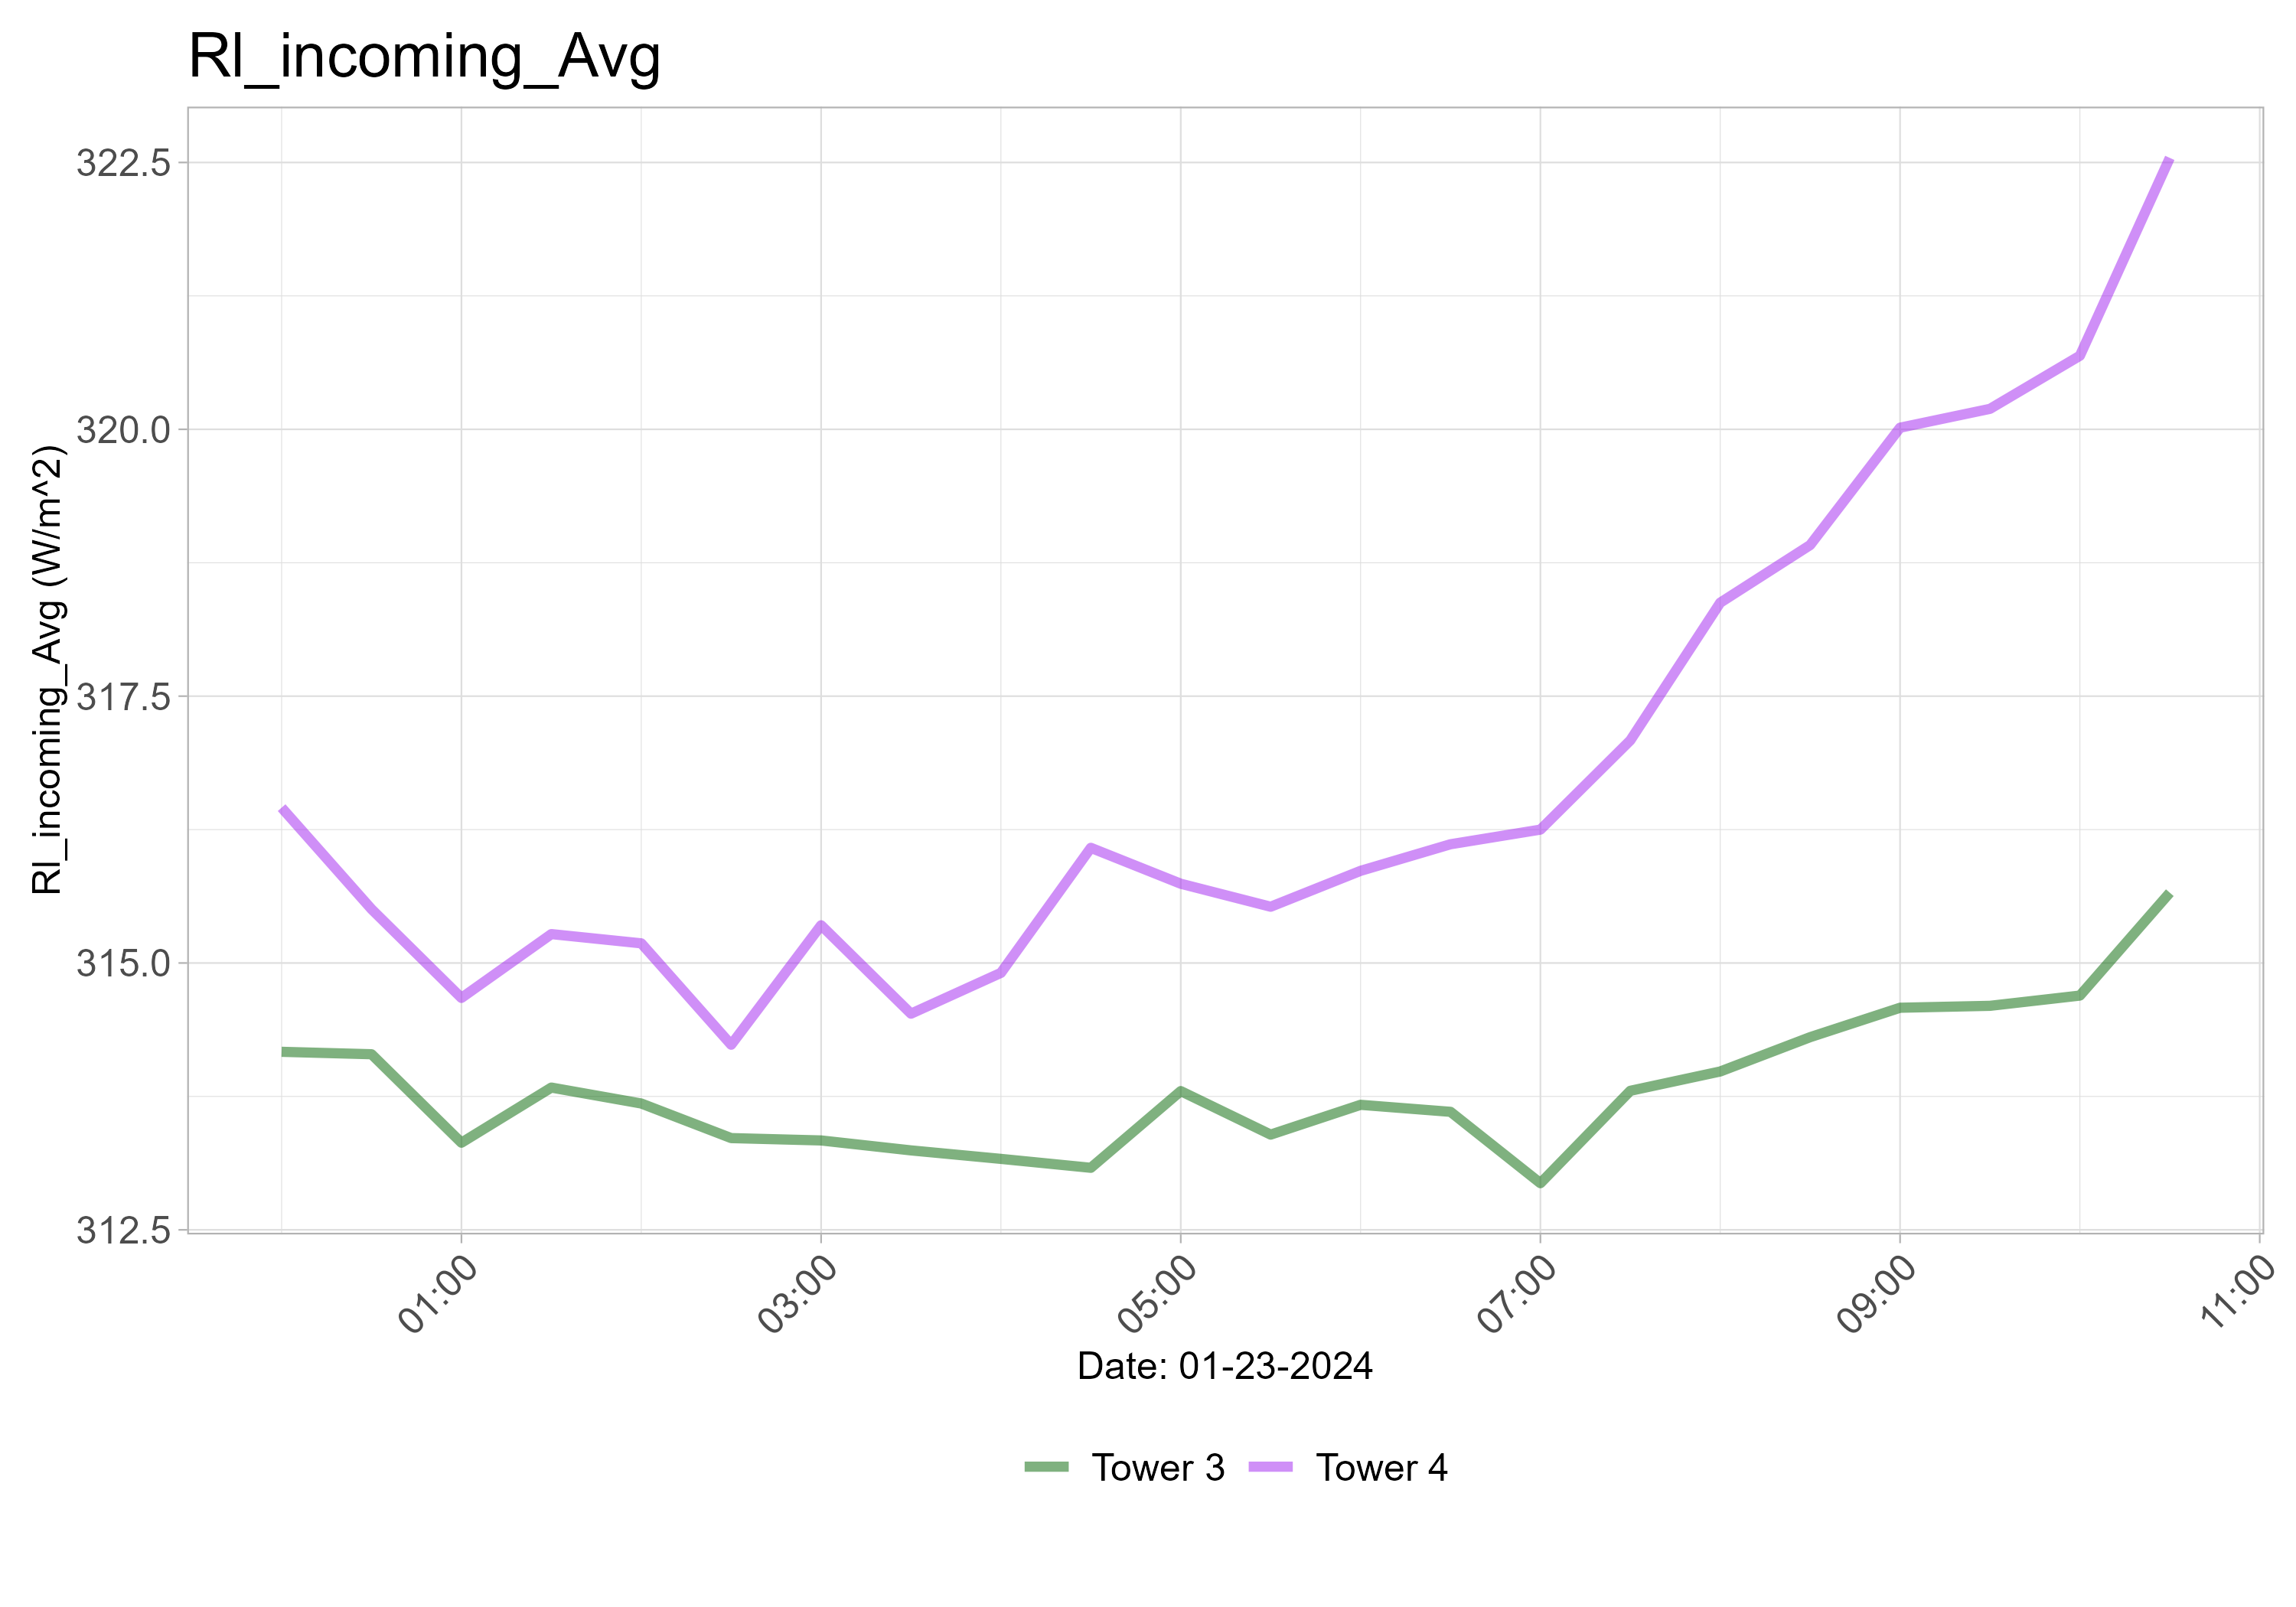 Rl_incoming_Avg
Rl_incoming_Avg (W/m^2)
322.5
320.0
317.5
315.0
312.5
01:00
03:00
05:00
07:00
09:00
11:00
Date: 01-23-2024
Tower 3
Tower 4